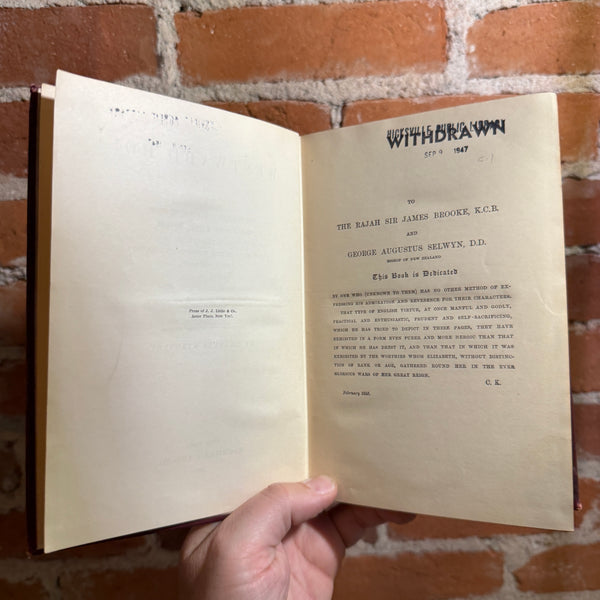 Press of J. J. Little & Co.
Astor Place, New York.
HICKSVILLE PUBLIC LIBRARY
WITHDRAWN
SEP 9 1947
c-1
TO
THE RAJAH SIR JAMES BROOKE, K.C.B.
AND
GEORGE AUGUSTUS SELWYN, D.D.
BISHOP OF NEW ZEALAND
This Book is Dedicated
BY ONE WHO (UNKNOWN TO THEM) HAS NO OTHER METHOD OF EX-
PRESSING HIS ADMIRATION AND REVERENCE FOR THEIR CHARACTERS.
THAT TYPE OF ENGLISH VIRTUE, AT ONCE MANFUL AND GODLY,
PRACTICAL AND ENTHUSIASTIC, PRUDENT AND SELF-SACRIFICING,
WHICH HE HAS TRIED TO DEPICT IN THESE PAGES, THEY HAVE
EXHIBITED IN A FORM EVEN PURER AND MORE HEROIC THAN THAT
IN WHICH HE HAS DREST IT, AND THAN THAT IN WHICH IT WAS
EXHIBITED BY THE WORTHIES WHOM ELIZABETH, WITHOUT DISTINC-
TION OF RANK OR AGE, GATHERED ROUND HER IN THE EVER
GLORIOUS WARS OF HER GREAT REIGN.
C. K.
February 1855.